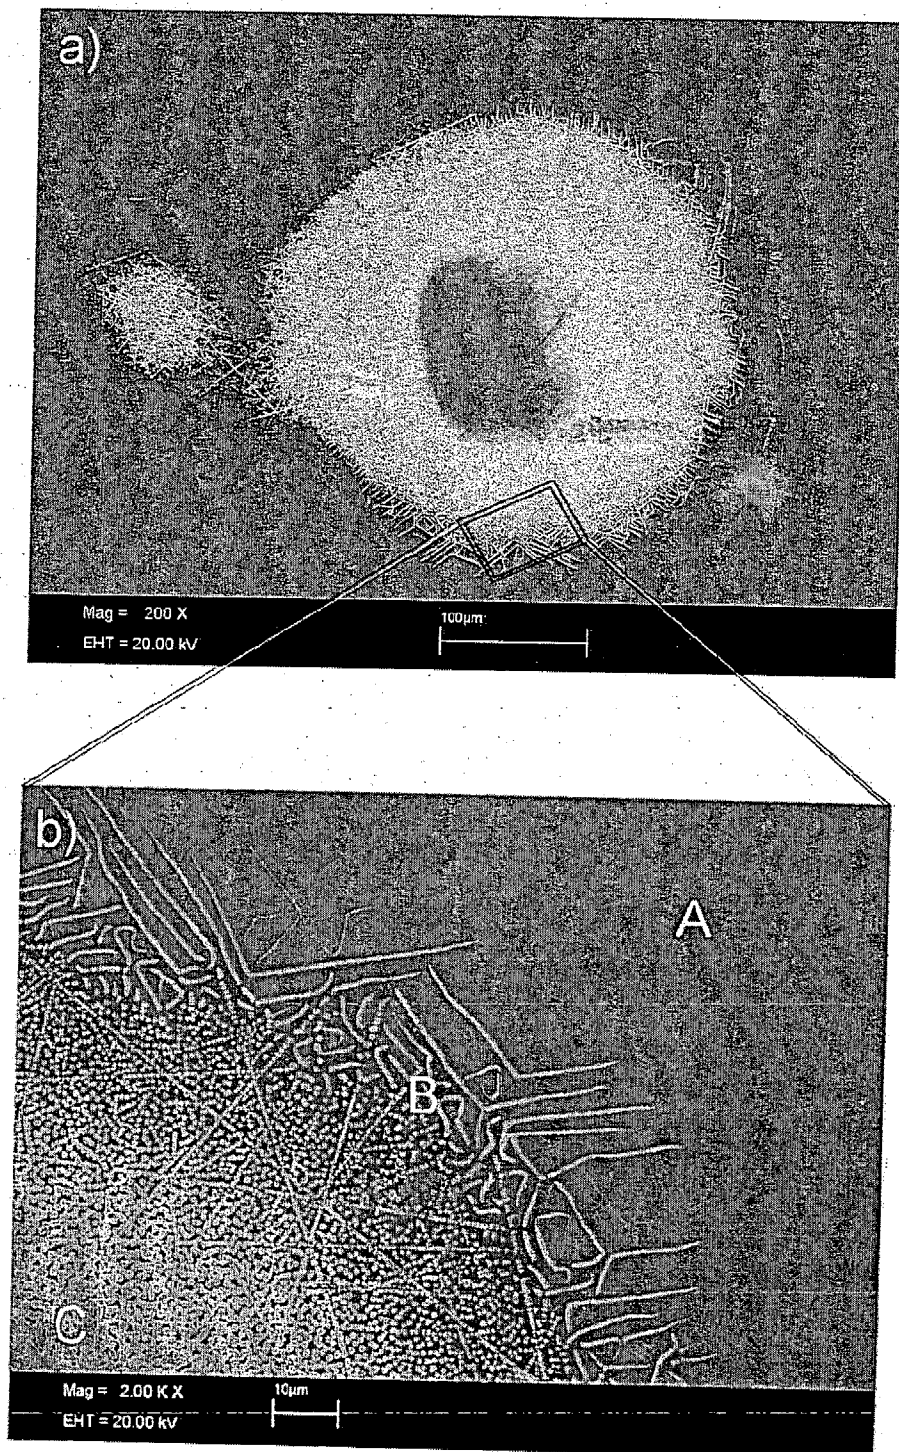 a)
Mag = 200 X
100µm
EHT = 20.00 kV
b)
A
B
C
Mag = 2.00 K X
10µm
EHT = 20.00 kV